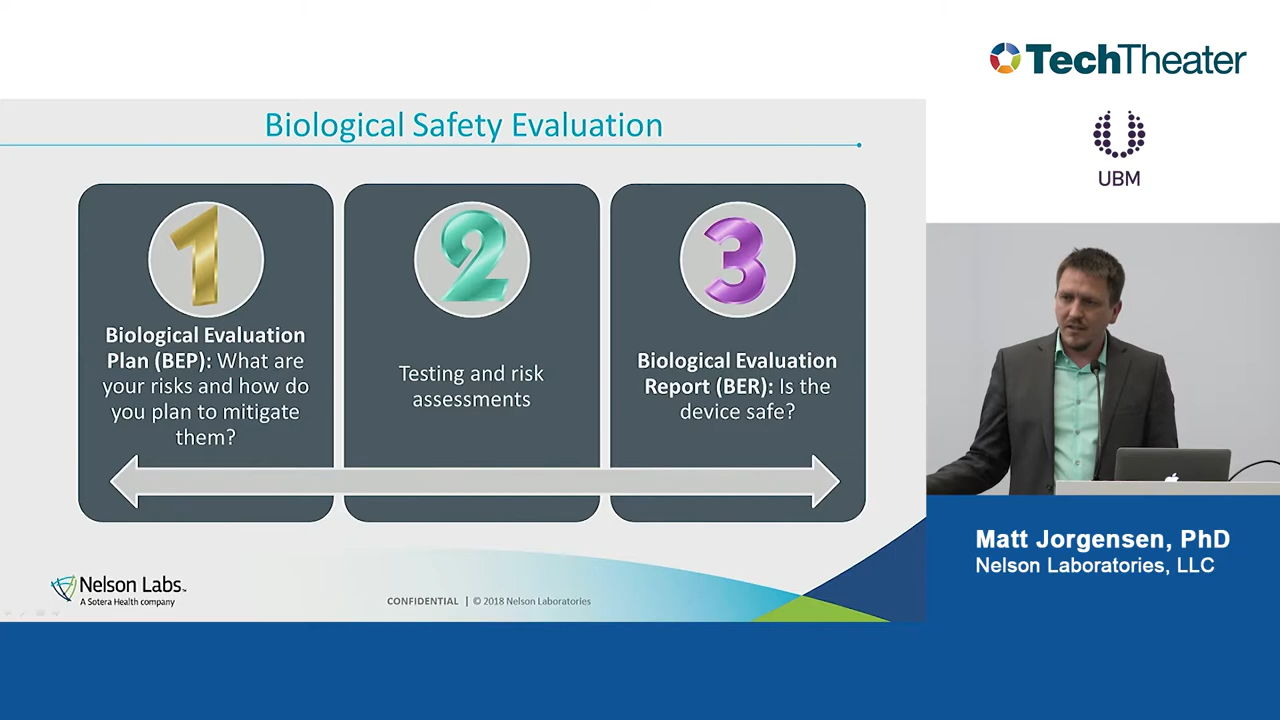 TechTheater
UBM
Biological Safety Evaluation
1
Biological Evaluation
Plan (BEP): What are
your risks and how do
you plan to mitigate
them?
2
Testing and risk
assessments
3
Biological Evaluation
Report (BER): Is the
device safe?
Nelson Labs™
A Sotera Health company
CONFIDENTIAL | © 2018 Nelson Laboratories
Matt Jorgensen, PhD
Nelson Laboratories, LLC